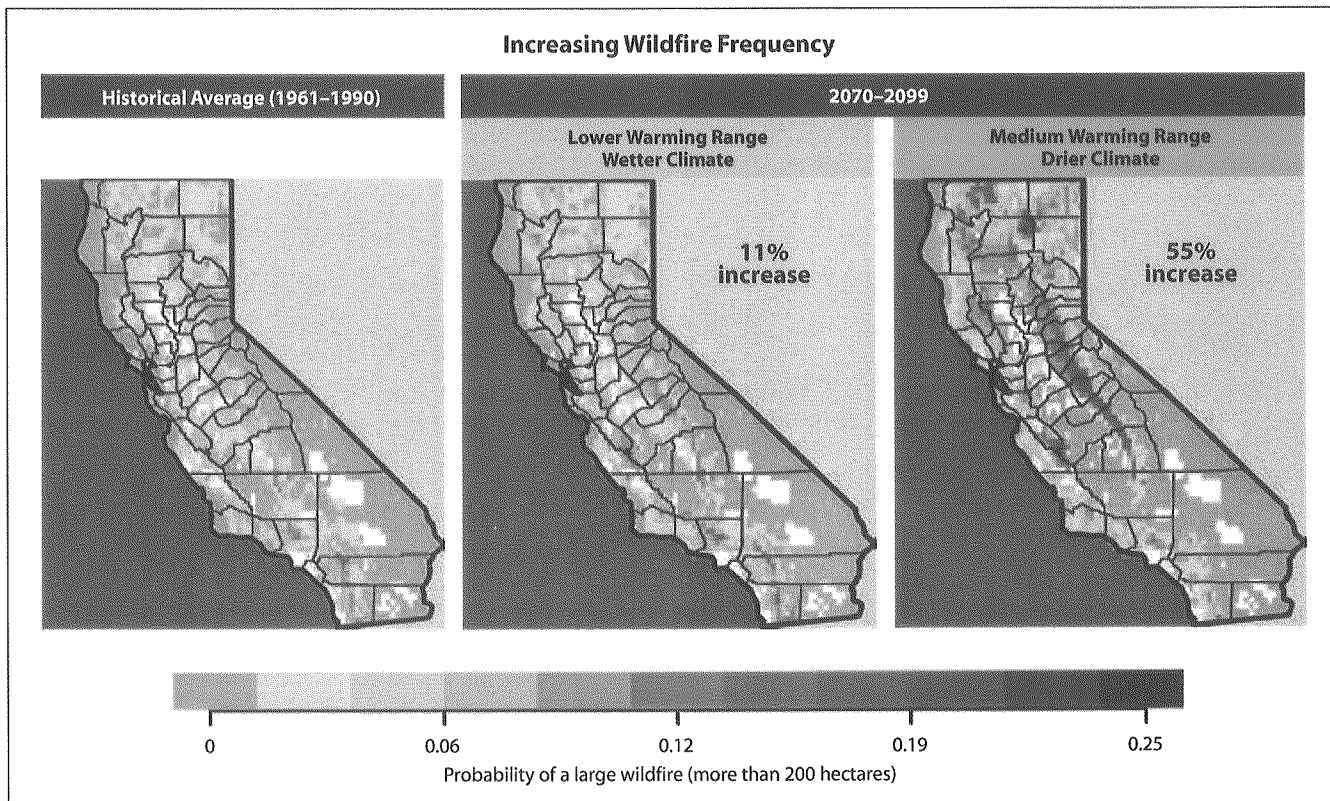 Increasing Wildfire Frequency
Historical Average (1961–1990)
2070–2099
Lower Warming Range
Wetter Climate
Medium Warming Range
Drier Climate
11%
increase
55%
increase
0
0.06
0.12
0.19
0.25
Probability of a large wildfire (more than 200 hectares)